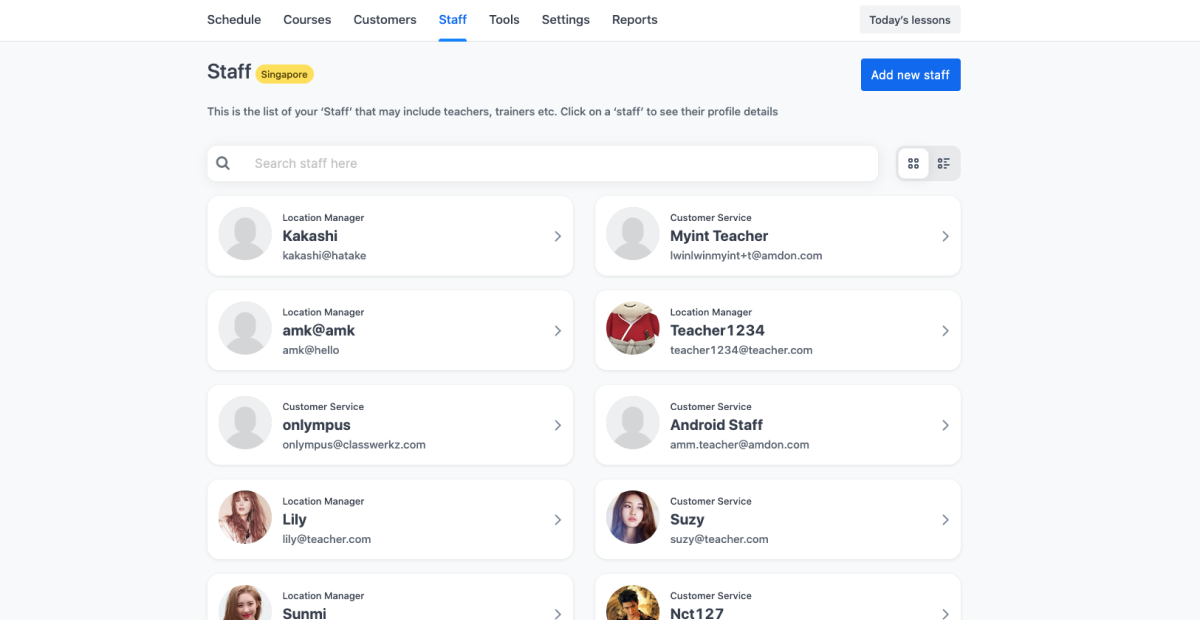 Schedule Courses Customers Staff Tools Settings Reports Today's lessons
Staff Singapore Add new staff
This is the list of your ‘Staff’ that may include teachers, trainers etc. Click on a ‘staff’ to see their profile details
Search staff here
Location Manager
Kakashi
kakashi@hatake
Customer Service
Myint Teacher
lwinlwinmyint+t@amdon.com
Location Manager
amk@amk
amk@hello
Location Manager
Teacher1234
teacher1234@teacher.com
Customer Service
onlympus
onlympus@classwerkz.com
Customer Service
Android Staff
amm.teacher@amdon.com
Location Manager
Lily
lily@teacher.com
Customer Service
Suzy
suzy@teacher.com
Location Manager
Sunmi
Customer Service
Nct127